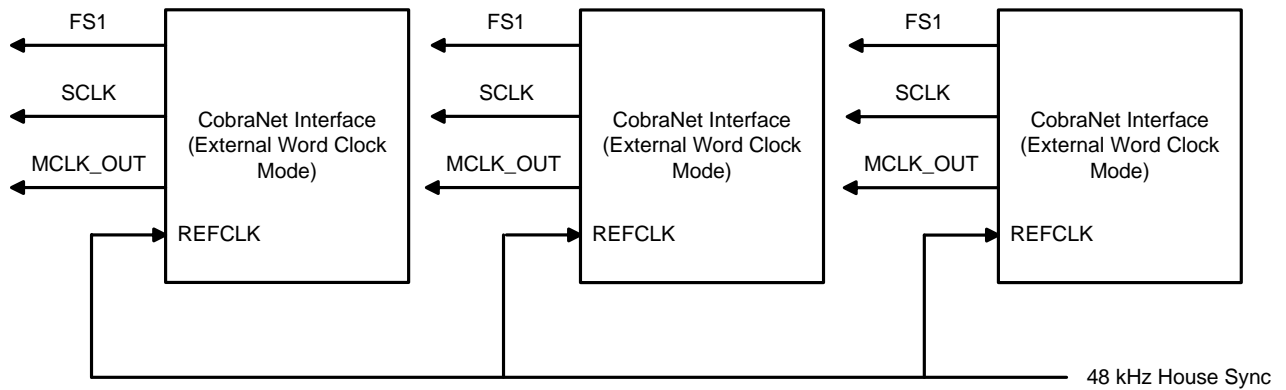 FS1
SCLK
MCLK_OUT
CobraNet Interface
(External Word Clock
Mode)
REFCLK
FS1
SCLK
MCLK_OUT
CobraNet Interface
(External Word Clock
Mode)
REFCLK
FS1
SCLK
MCLK_OUT
CobraNet Interface
(External Word Clock
Mode)
REFCLK
48 kHz House Sync